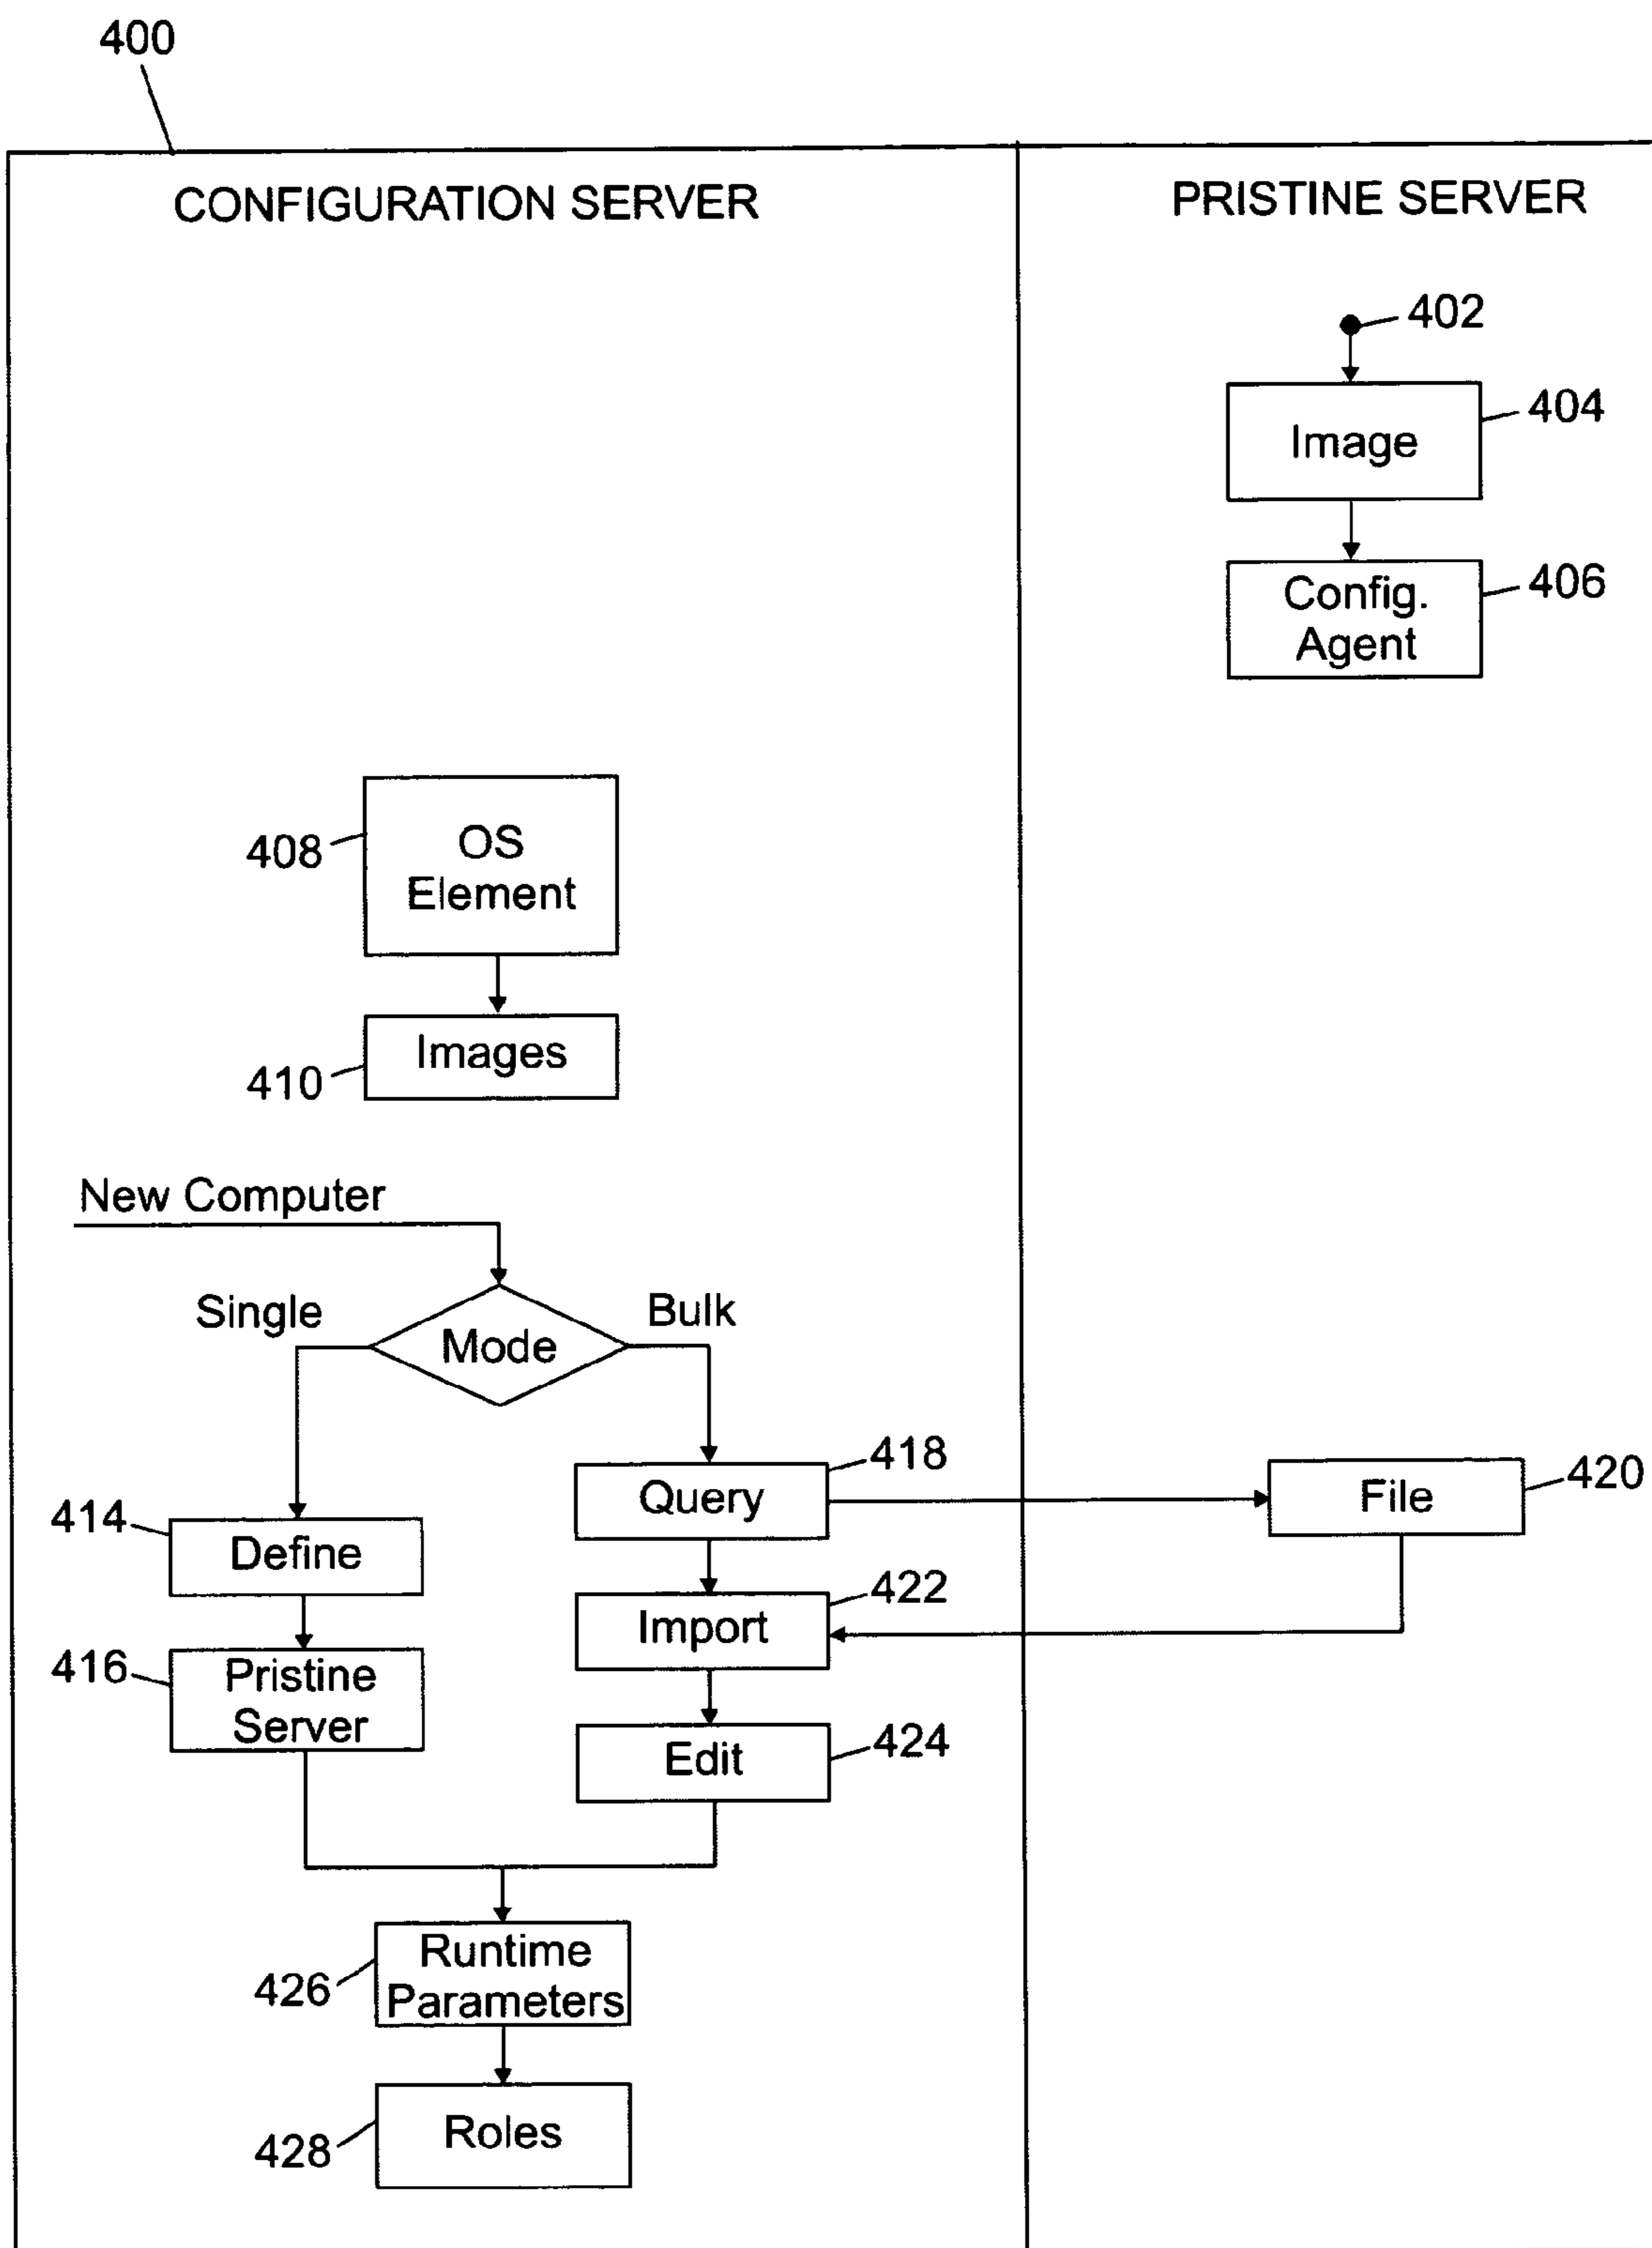 400
CONFIGURATION SERVER
PRISTINE SERVER
402
404
Image
406
Config.
Agent
408
OS
Element
410
Images
New Computer
Single
Bulk
Mode
418
Query
420
File
414
Define
422
Import
416
Pristine
Server
424
Edit
426
Runtime
Parameters
428
Roles